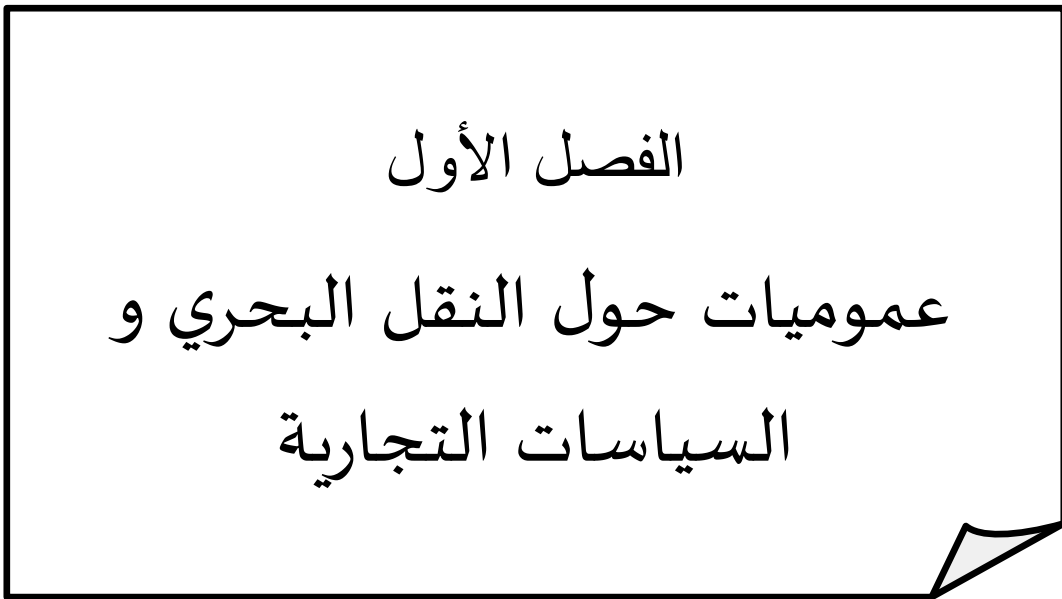 الفصل الأول
عموميات حول النقل البحري و
السياسات التجارية